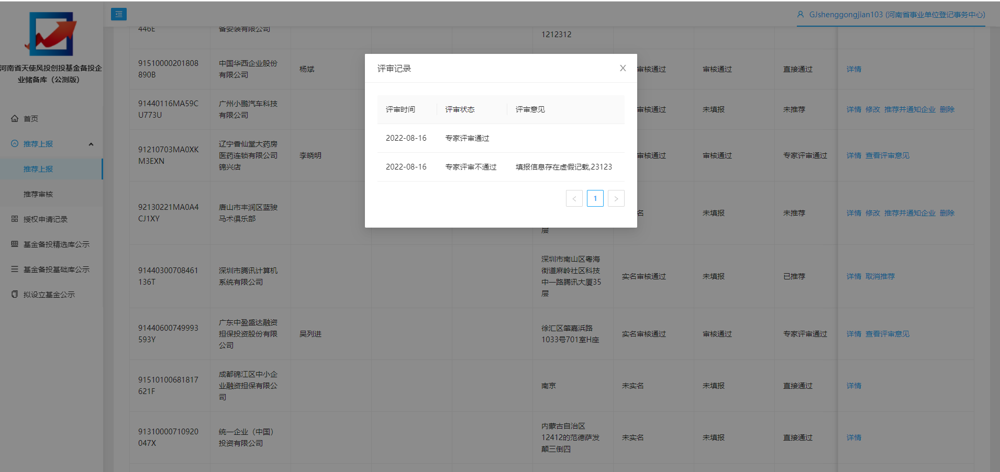 河南省天使风投创投基金备投企
业储备库（公测版）
首页
推荐上报
推荐上报
推荐审核
授权申请记录
基金备投精选库公示
基金备投基础库公示
拟设立基金公示
GJshenggongjian103 (河南省事业单位登记事务中心)
446E
备安装有限公司
1212312
91510000201808
890B
中国华西企业股份
有限公司
杨斌
审核通过
审核通过
直接通过
详情
91440116MA59C
U773U
广州小鹏汽车科技
有限公司
审核通过
未填报
未推荐
详情 修改 推荐并通知企业 删除
91210703MA0XK
M3EXN
辽宁香仙堂大药房
医药连锁有限公司
锦兴店
李晓明
审核通过
审核通过
专家评审通过
详情 查看评审意见
92130221MA0A4
CJ1XY
唐山市丰润区蓝骏
马术俱乐部
层
名
未填报
未推荐
详情 修改 推荐并通知企业 删除
91440300708461
136T
深圳市腾讯计算机
系统有限公司
深圳市南山区粤海
街道麻岭社区科技
中一路腾讯大厦35
层
实名审核通过
未填报
已推荐
详情 取消推荐
91440600749993
593Y
广东中盈盛达融资
担保投资股份有限
公司
吴列进
徐汇区肇嘉浜路
1033号701室H座
实名审核通过
审核通过
专家评审通过
详情 查看评审意见
91510100681817
621F
成都锦江区中小企
业融资担保有限公
司
南京
未实名
未填报
直接通过
详情
91310000710920
047X
统一企业（中国）
投资有限公司
内蒙古自治区
12412的范德萨发
颠三倒四
未实名
未填报
直接通过
详情
评审记录
评审时间 评审状态 评审意见
2022-08-16 专家评审通过
2022-08-16 专家评审不通过 填报信息存在虚假记载,23123
1